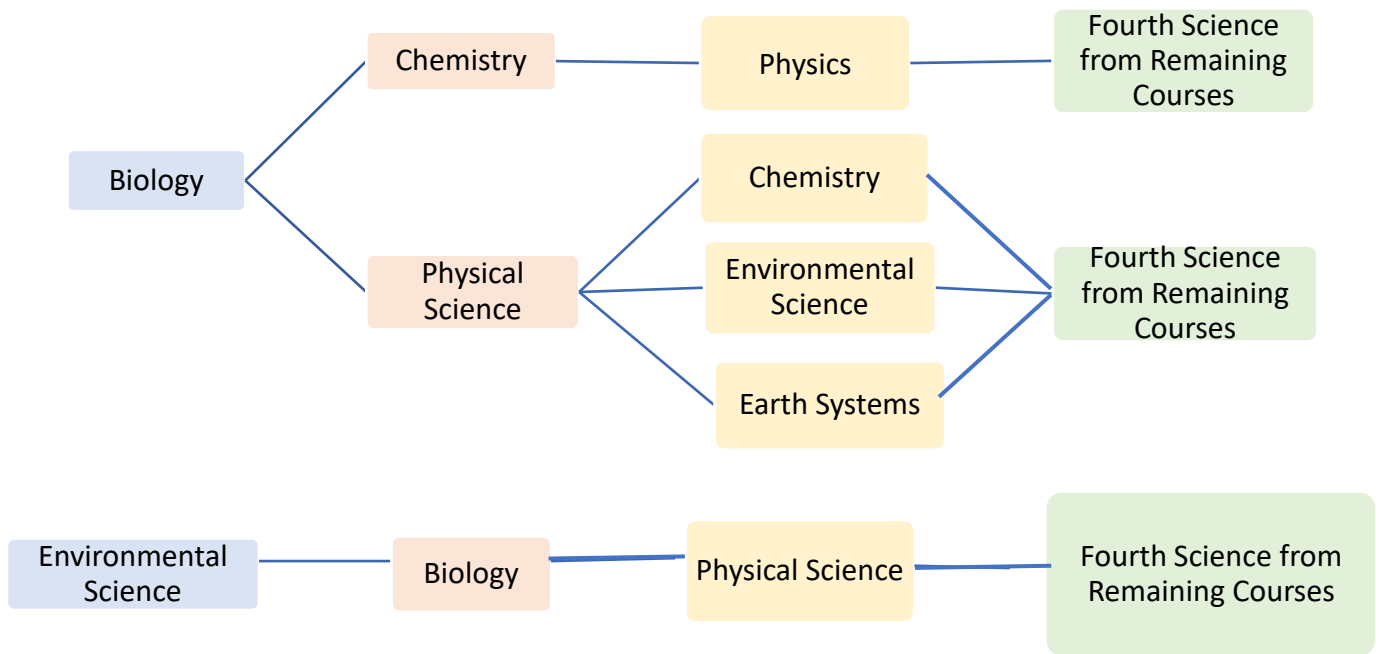 Chemistry
Physics
Fourth Science
from Remaining
Courses
Biology
Physical
Science
Chemistry
Environmental
Science
Earth Systems
Fourth Science
from Remaining
Courses
Environmental
Science
Biology
Physical Science
Fourth Science from
Remaining Courses